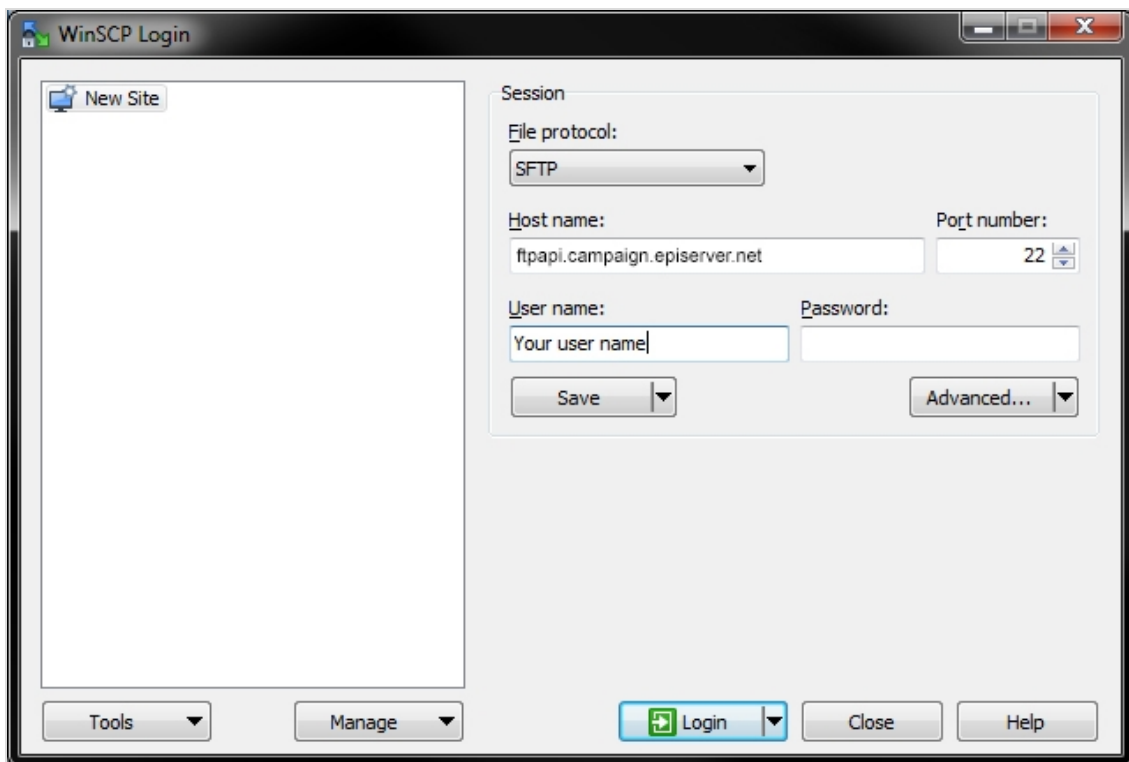 WinSCP Login
New Site
Session
File protocol:
SFTP
Host name: Port number:
ftpapi.campaign.episerver.net 22
User name: Password:
Your user name
Save Advanced...
Tools Manage Login Close Help